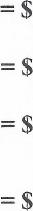 = $
= $
= $
= $